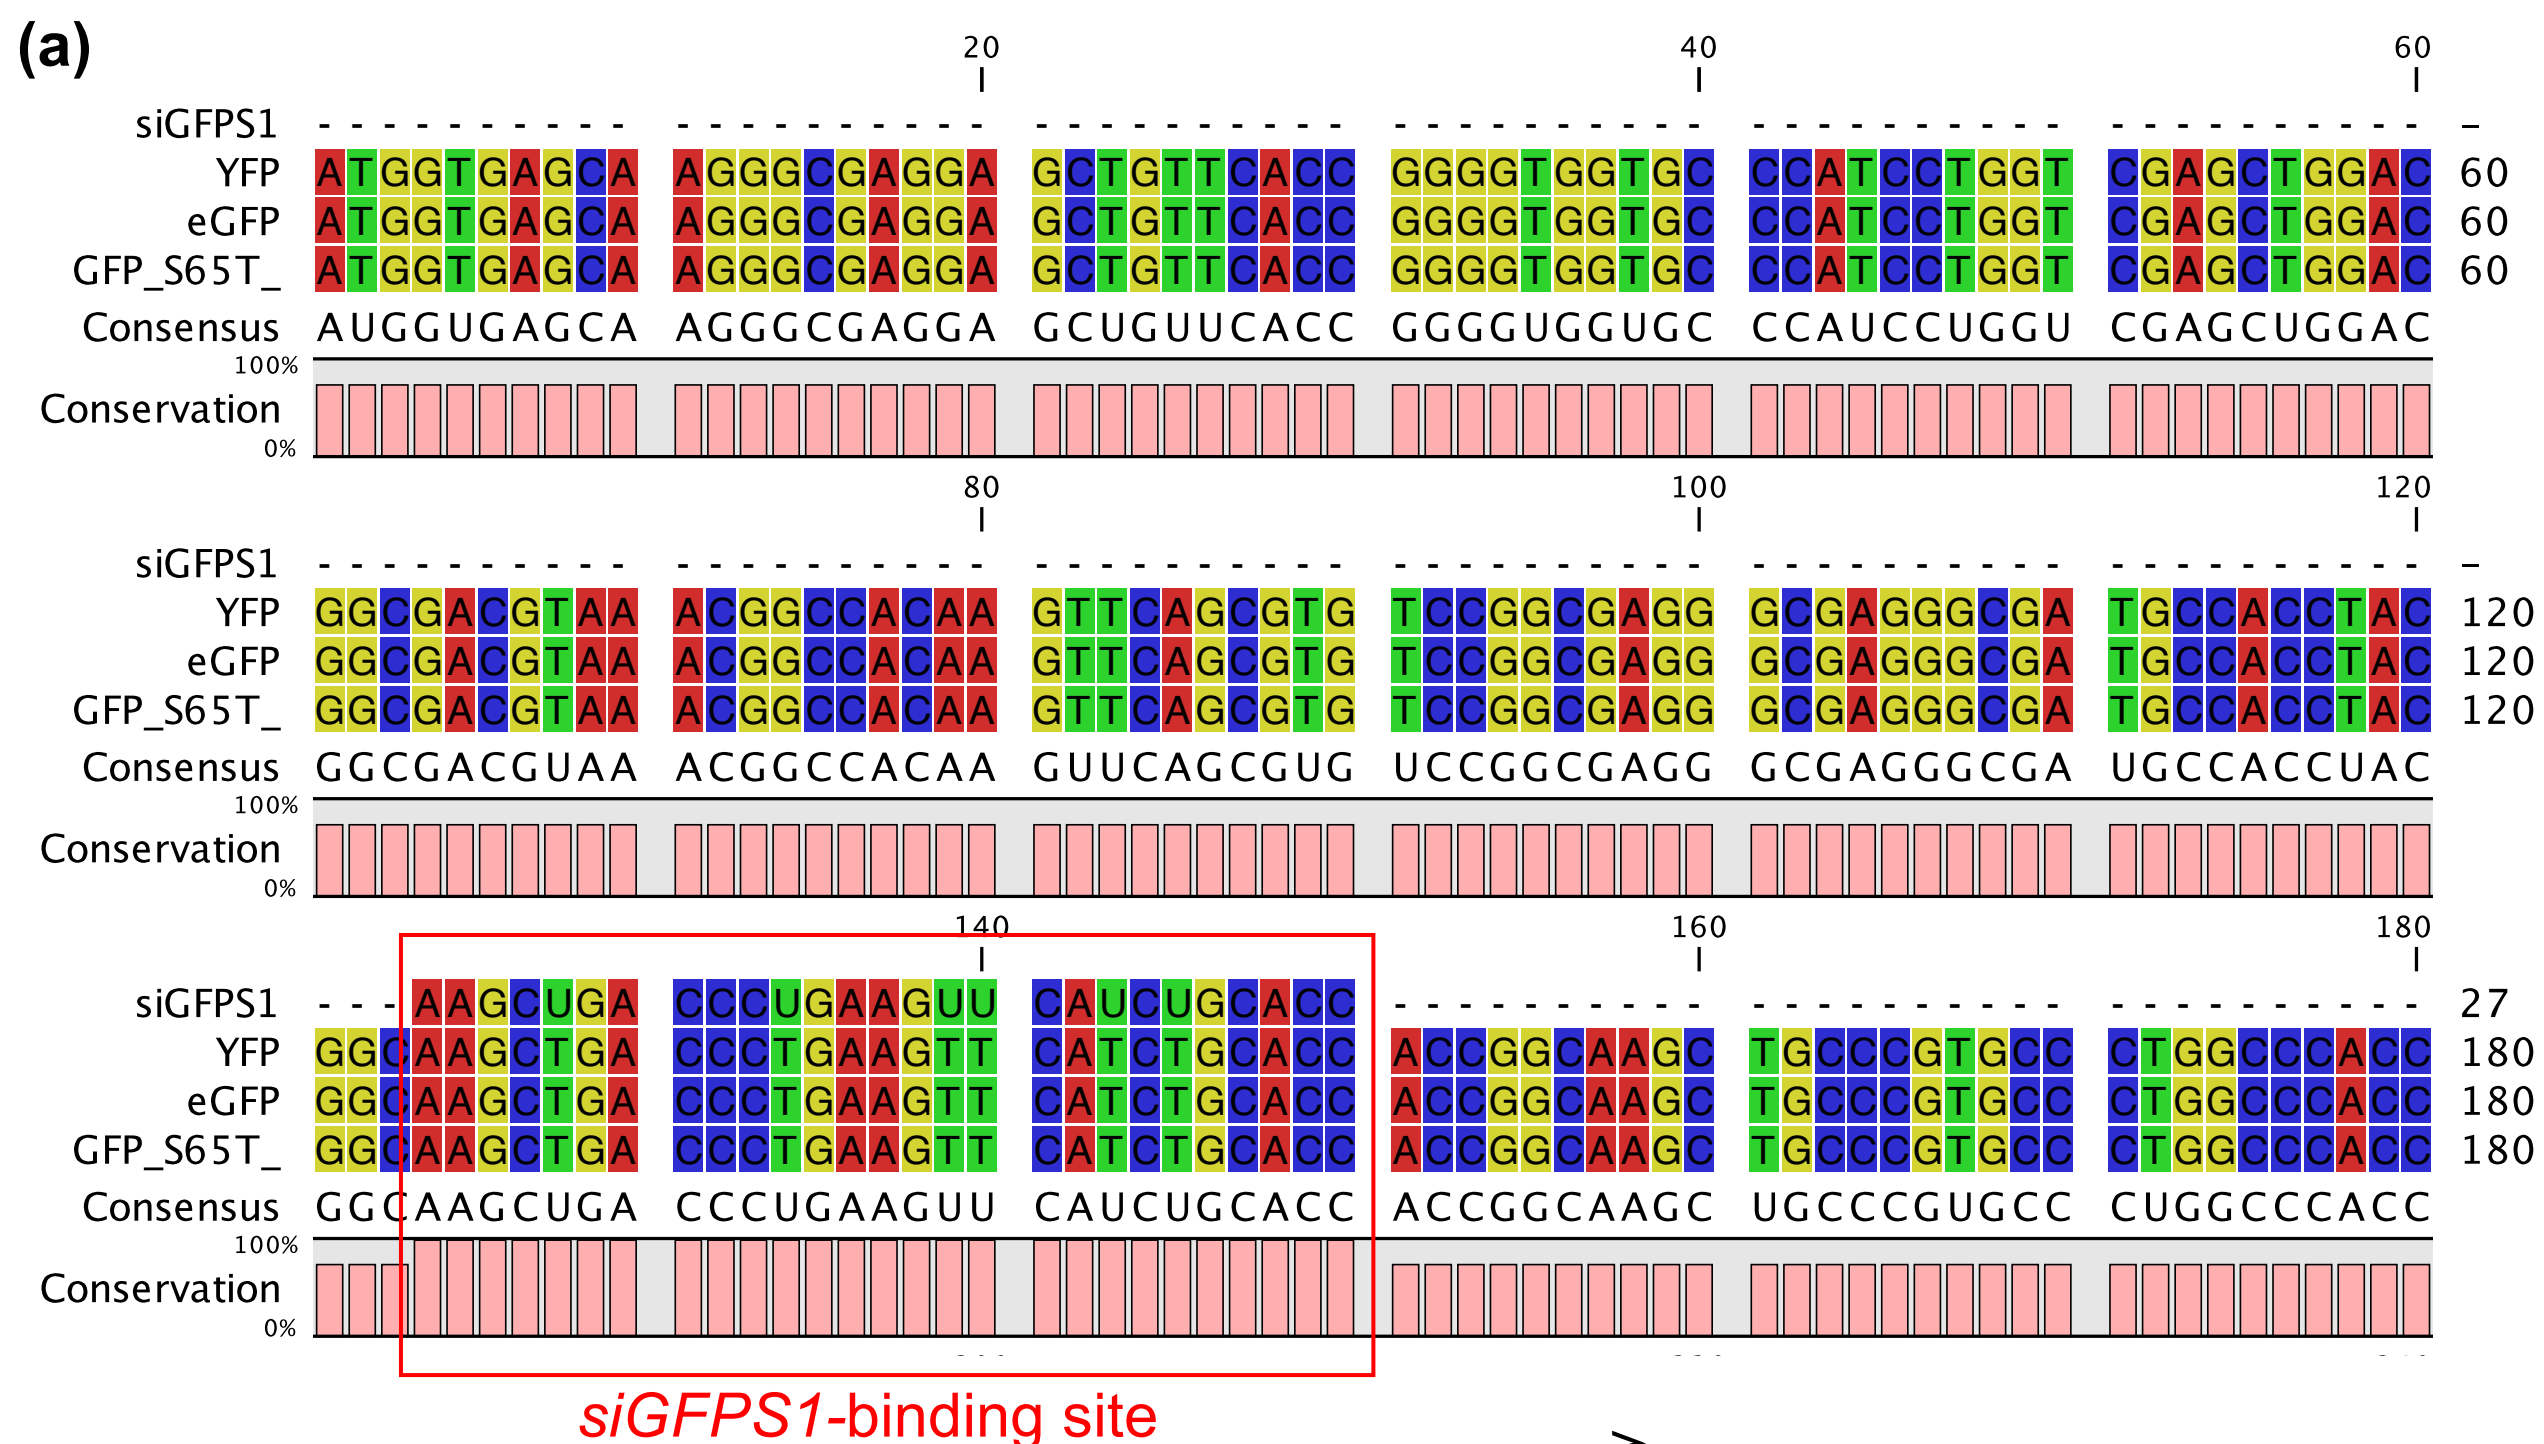 (a)
20 40 60
siGFPS1 - - - - - - - - - - - - - - - - - - - - - - - - - - - - - - - - - - - - - - - - - - - - - - - - - - - - - - - - - - - - –
YFP ATGGTGAGCA AGGGCGAGGA GCTGTTCACC GGGGTGGTGC CCATCCTGGT CGAGCTGGAC 60
eGFP ATGGTGAGCA AGGGCGAGGA GCTGTTCACC GGGGTGGTGC CCATCCTGGT CGAGCTGGAC 60
GFP_S65T_ ATGGTGAGCA AGGGCGAGGA GCTGTTCACC GGGGTGGTGC CCATCCTGGT CGAGCTGGAC 60
Consensus AUGGUGAGCA AGGGCGAGGA GCUGUUCACC GGGGUGGUGC CCAUCCUGGU CGAGCUGGAC
100%
Conservation
0%
80 100 120
siGFPS1 - - - - - - - - - - - - - - - - - - - - - - - - - - - - - - - - - - - - - - - - - - - - - - - - - - - - - - - - - - - - –
YFP GGCGACGTAA ACGGCCACAA GTTCAGCGTG TCCGGCGAGG GCGAGGGCGA TGCCACCTAC 120
eGFP GGCGACGTAA ACGGCCACAA GTTCAGCGTG TCCGGCGAGG GCGAGGGCGA TGCCACCTAC 120
GFP_S65T_ GGCGACGTAA ACGGCCACAA GTTCAGCGTG TCCGGCGAGG GCGAGGGCGA TGCCACCTAC 120
Consensus GGCGACGUAA ACGGCCACAA GUUCAGCGUG UCCGGCGAGG GCGAGGGCGA UGCCACCUAC
100%
Conservation
0%
140 160 180
siGFPS1 - - - AAGCUGA CCCUGAAGUU CAUCUGCACC - - - - - - - - - - - - - - - - - - - - - - - - - - - - - - 27
YFP GGCAAGCTGA CCCTGAAGTT CATCTGCACC ACCGGCAAGC TGCCCGTGCC CTGGCCCACC 180
eGFP GGCAAGCTGA CCCTGAAGTT CATCTGCACC ACCGGCAAGC TGCCCGTGCC CTGGCCCACC 180
GFP_S65T_ GGCAAGCTGA CCCTGAAGTT CATCTGCACC ACCGGCAAGC TGCCCGTGCC CTGGCCCACC 180
Consensus GGCAAGCUGA CCCUGAAGUU CAUCUGCACC ACCGGCAAGC UGCCCGUGCC CUGGCCCACC
100%
Conservation
0%
siGFPS1-binding site